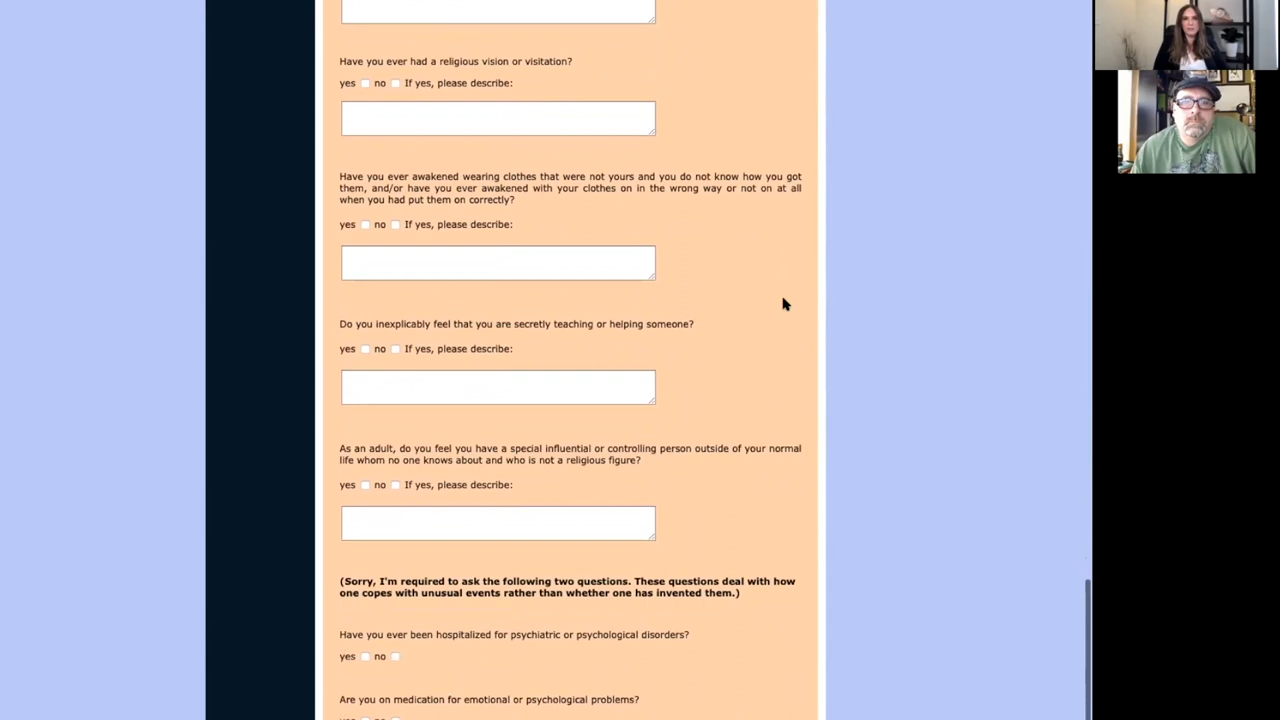 Have you ever had a religious vision or visitation?
yes no If yes, please describe:
Have you ever awakened wearing clothes that were not yours and you do not know how you got
them, and/or have you ever awakened with your clothes on in the wrong way or not on at all
when you had put them on correctly?
yes no If yes, please describe:
Do you inexplicably feel that you are secretly teaching or helping someone?
yes no If yes, please describe:
As an adult, do you feel you have a special influential or controlling person outside of your normal
life whom no one knows about and who is not a religious figure?
yes no If yes, please describe:
(Sorry, I'm required to ask the following two questions. These questions deal with how
one copes with unusual events rather than whether one has invented them.)
Have you ever been hospitalized for psychiatric or psychological disorders?
yes no
Are you on medication for emotional or psychological problems?
yes no